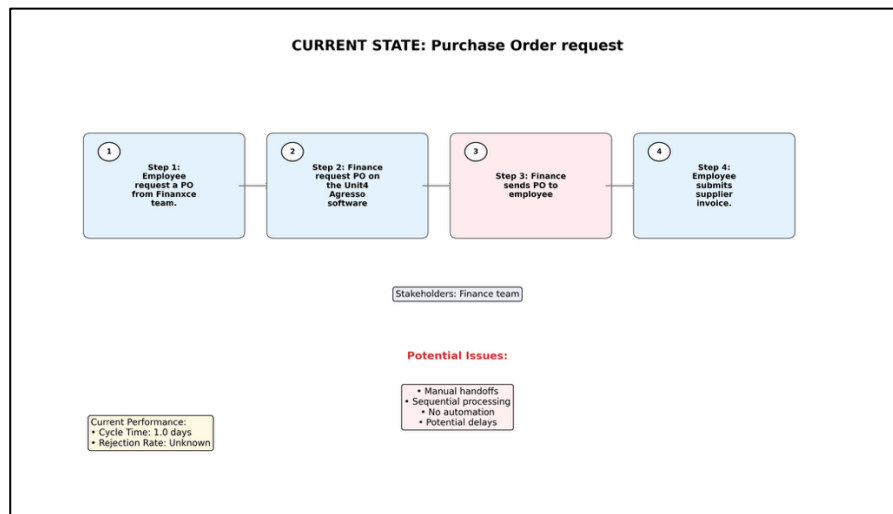 CURRENT STATE: Purchase Order request
1
Step 1:
Employee
request a PO
from Finanxce
team.
2
Step 2: Finance
request PO on
the Unit4
Agresso
software
3
Step 3: Finance
sends PO to
employee
4
Step 4:
Employee
submits
supplier
invoice.
Stakeholders: Finance team
Potential Issues:
• Manual handoffs
• Sequential processing
• No automation
• Potential delays
Current Performance:
• Cycle Time: 1.0 days
• Rejection Rate: Unknown